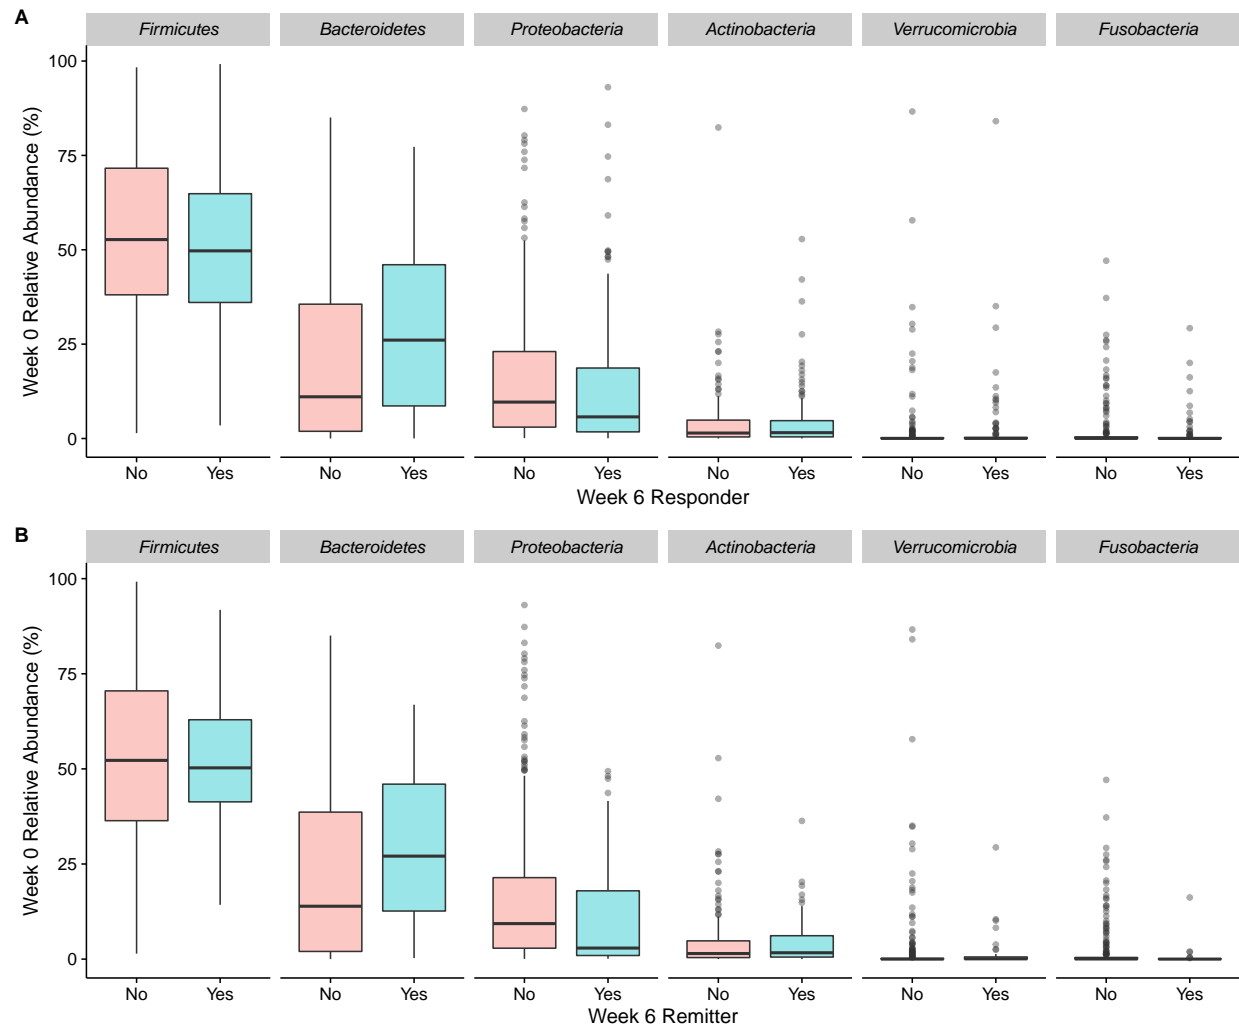 A
Firmicutes Bacteroidetes Proteobacteria Actinobacteria Verrucomicrobia Fusobacteria
Week 0 Relative Abundance (%)
100
75
50
25
0
No Yes No Yes No Yes No Yes No Yes No Yes
Week 6 Responder
B
Firmicutes Bacteroidetes Proteobacteria Actinobacteria Verrucomicrobia Fusobacteria
Week 0 Relative Abundance (%)
100
75
50
25
0
No Yes No Yes No Yes No Yes No Yes No Yes
Week 6 Remitter